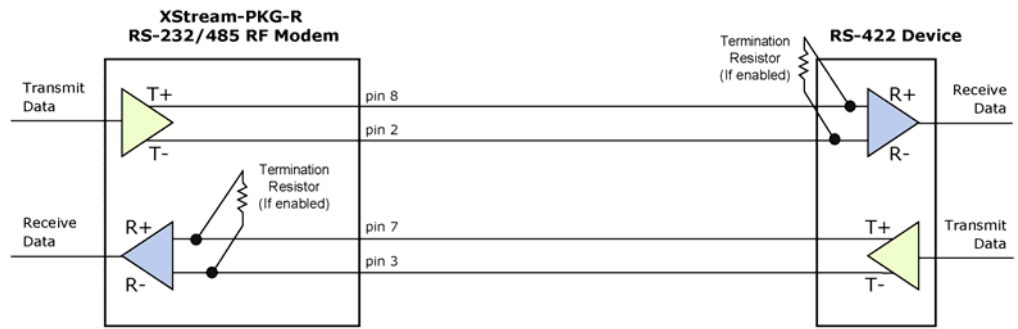 XStream-PKG-R
RS-232/485 RF Modem
RS-422 Device
Termination
Resistor
(If enabled)
Transmit
Data
T+
T-
pin 8
pin 2
R+
R-
Receive
Data
Termination
Resistor
(If enabled)
Receive
Data
R+
R-
pin 7
pin 3
T+
T-
Transmit
Data